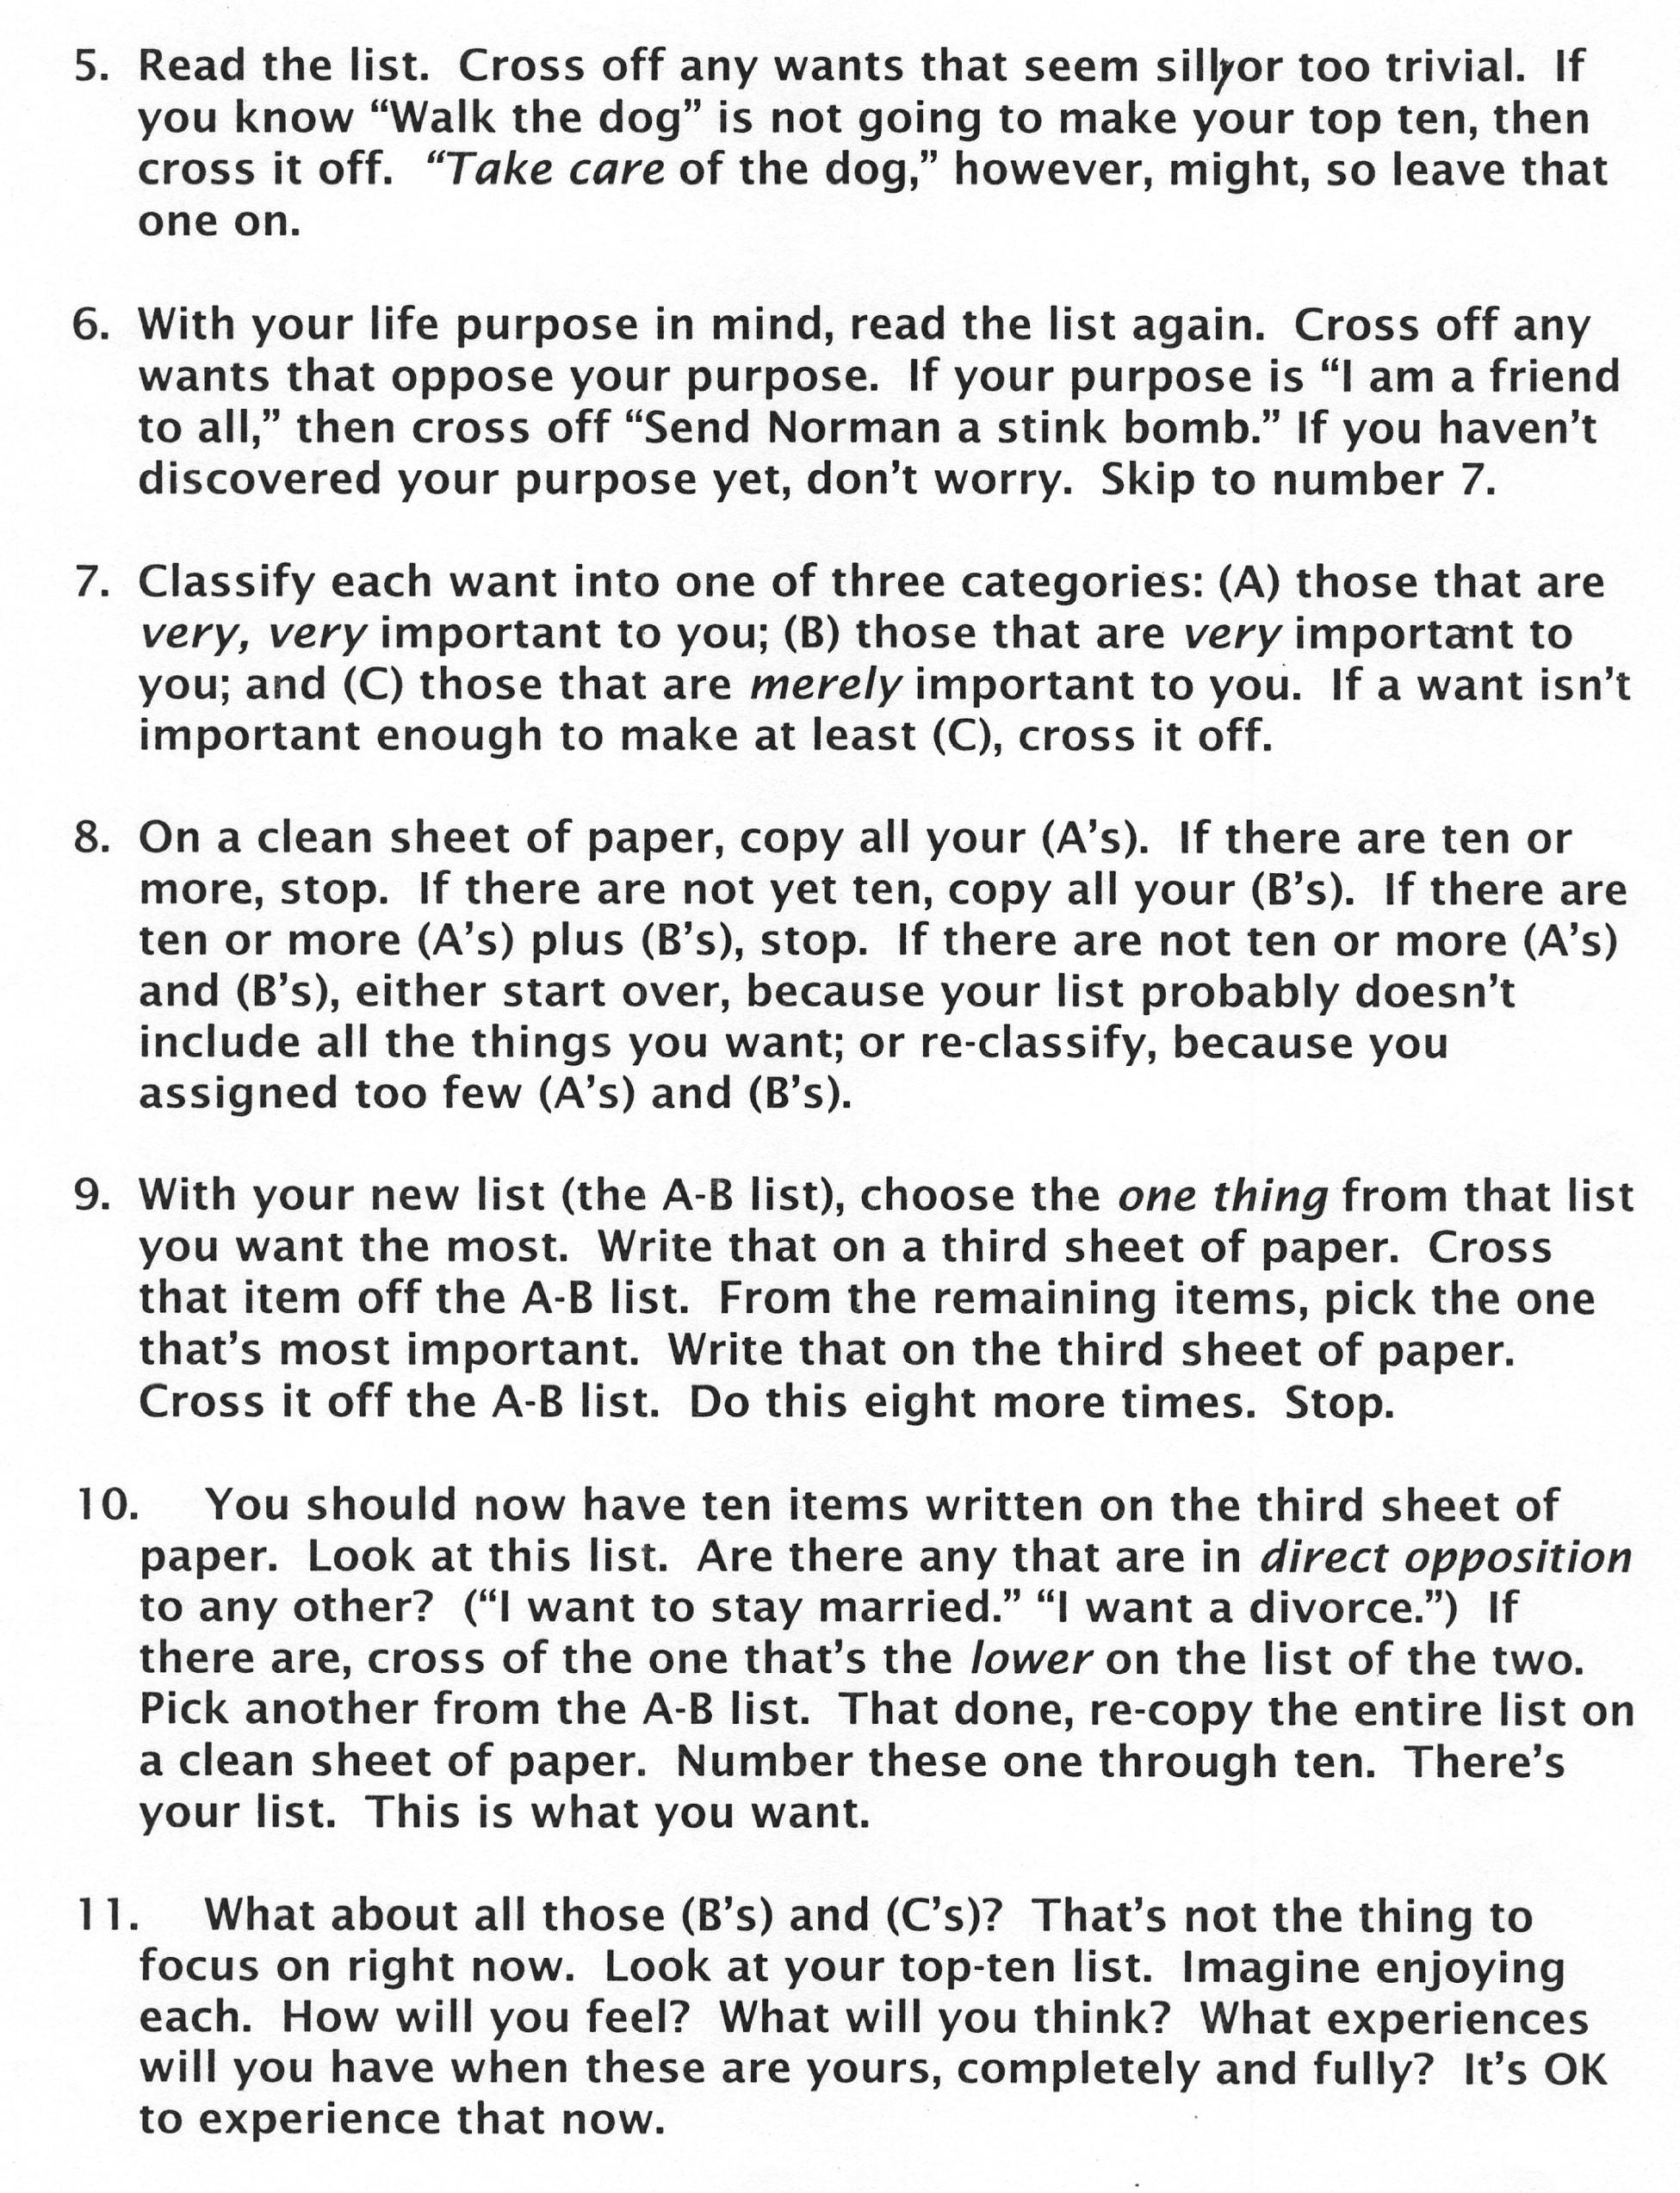 5. Read the list. Cross off any wants that seem sillyor too trivial. If
you know “Walk the dog” is not going to make your top ten, then
cross it off. “Take care of the dog,” however, might, so leave that
one on.
6. With your life purpose in mind, read the list again. Cross off any
wants that oppose your purpose. If your purpose is “I am a friend
to all,” then cross off “Send Norman a stink bomb.” If you haven’t
discovered your purpose yet, don’t worry. Skip to number 7.
7. Classify each want into one of three categories: (A) those that are
very, very important to you; (B) those that are very important to
you; and (C) those that are merely important to you. If a want isn’t
important enough to make at least (C), cross it off.
8. On a clean sheet of paper, copy all your (A’s). If there are ten or
more, stop. If there are not yet ten, copy all your (B’s). If there are
ten or more (A’s) plus (B’s), stop. If there are not ten or more (A’s)
and (B’s), either start over, because your list probably doesn’t
include all the things you want; or re-classify, because you
assigned too few (A’s) and (B’s).
9. With your new list (the A-B list), choose the one thing from that list
you want the most. Write that on a third sheet of paper. Cross
that item off the A-B list. From the remaining items, pick the one
that’s most important. Write that on the third sheet of paper.
Cross it off the A-B list. Do this eight more times. Stop.
10. You should now have ten items written on the third sheet of
paper. Look at this list. Are there any that are in direct opposition
to any other? (“I want to stay married.” “I want a divorce.”) If
there are, cross of the one that’s the lower on the list of the two.
Pick another from the A-B list. That done, re-copy the entire list on
a clean sheet of paper. Number these one through ten. There’s
your list. This is what you want.
11. What about all those (B’s) and (C’s)? That’s not the thing to
focus on right now. Look at your top-ten list. Imagine enjoying
each. How will you feel? What will you think? What experiences
will you have when these are yours, completely and fully? It’s OK
to experience that now.